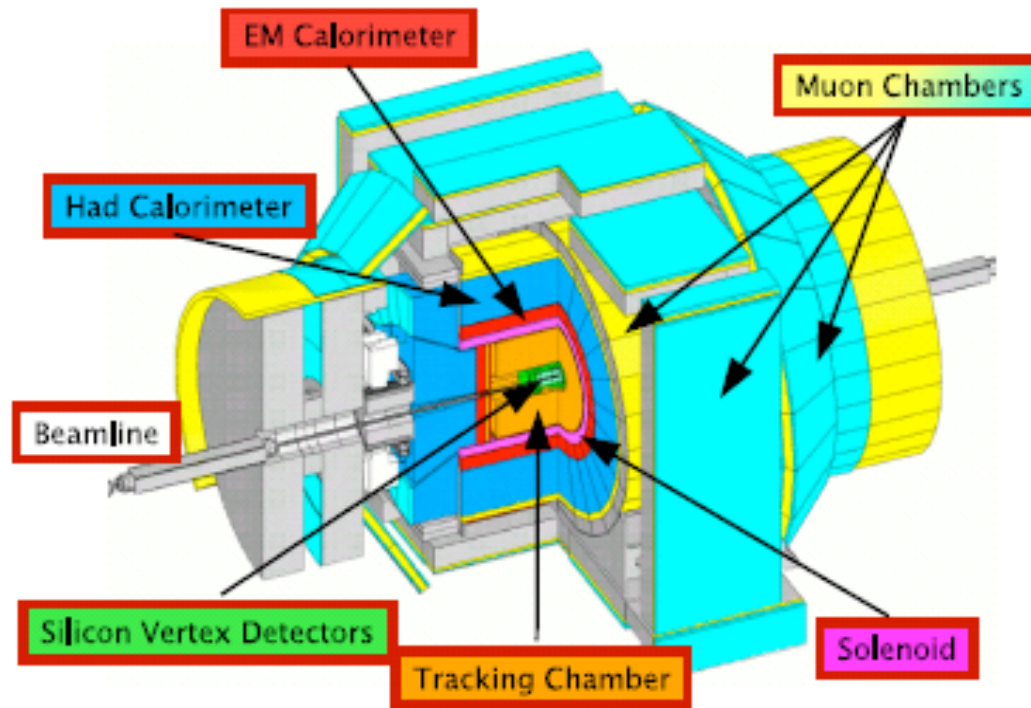 EM Calorimeter
Muon Chambers
Had Calorimeter
Beamline
Silicon Vertex Detectors
Tracking Chamber
Solenoid